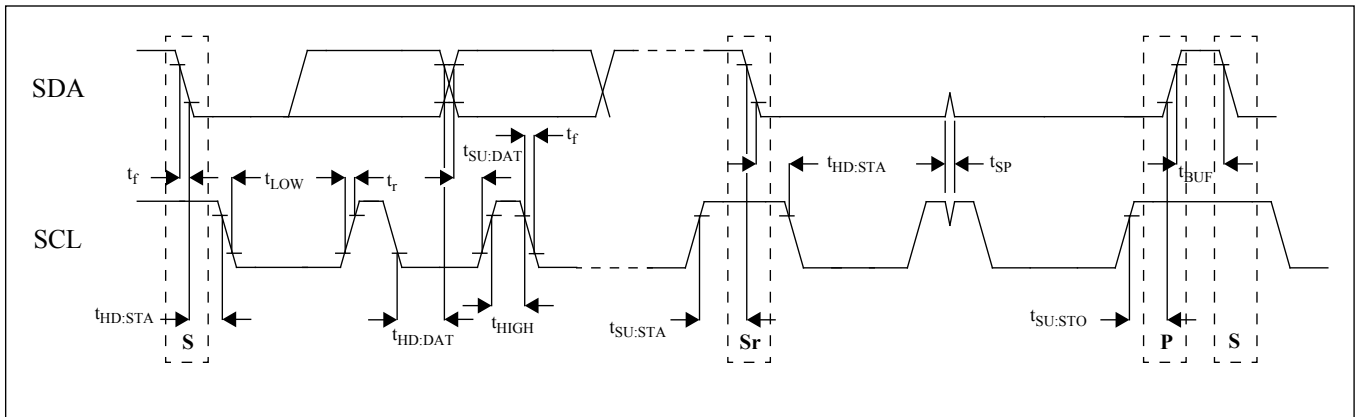 SDA
t_SU:DAT
t_f
t_f
t_LOW
t_r
t_HD:STA
t_SP
t_BUF
SCL
t_HD:STA
t_HD:DAT
t_HIGH
t_SU:STA
t_SU:STO
S
Sr
P
S